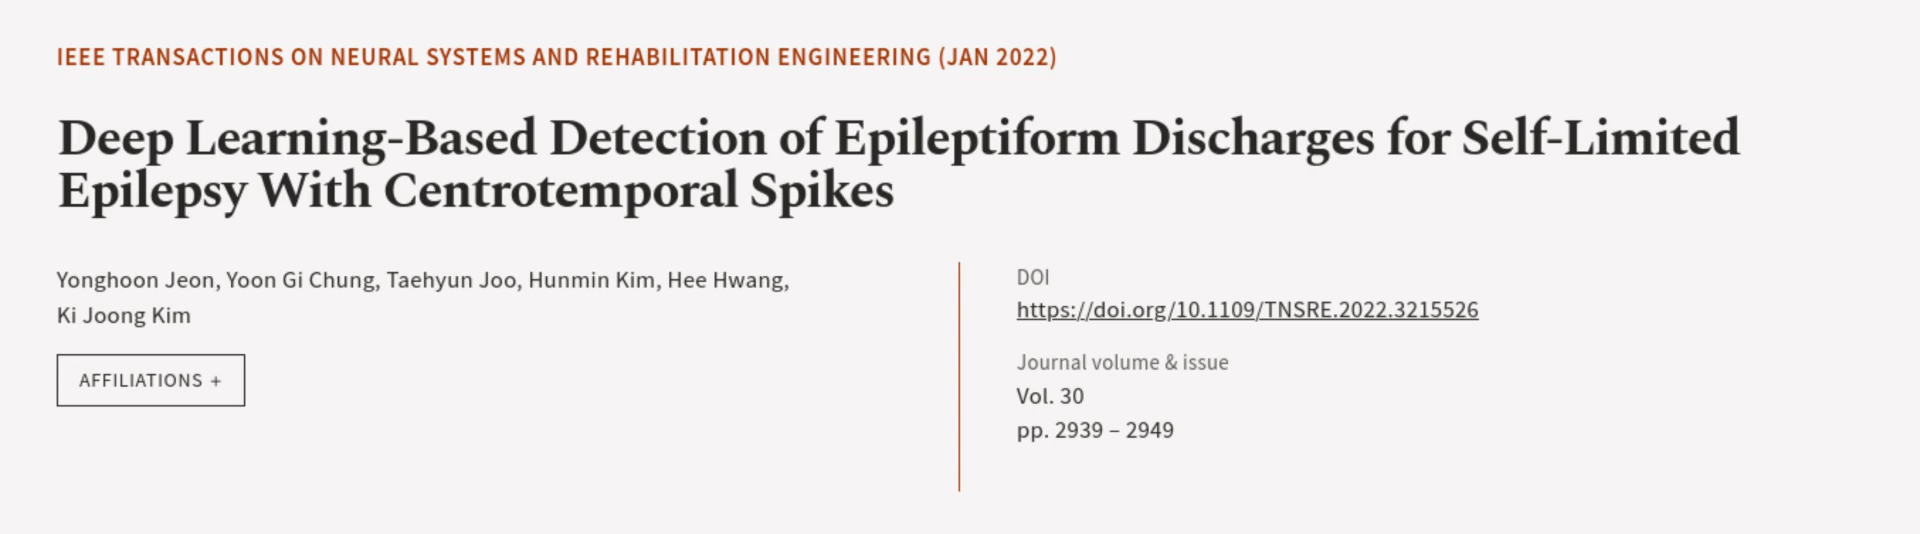 IEEE TRANSACTIONS ON NEURAL SYSTEMS AND REHABILITATION ENGINEERING (JAN 2022)
Deep Learning-Based Detection of Epileptiform Discharges for Self-Limited
Epilepsy With Centrotemporal Spikes
Yonghoon Jeon, Yoon Gi Chung, Taehyun Joo, Hunmin Kim, Hee Hwang,
Ki Joong Kim
AFFILIATIONS +
DOI
https://doi.org/10.1109/TNSRE.2022.3215526
Journal volume & issue
Vol. 30
pp. 2939 – 2949